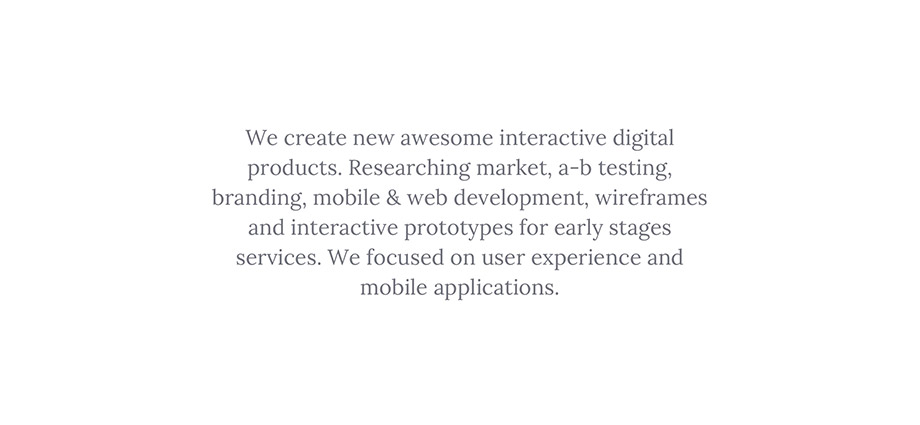 We create new awesome interactive digital
products. Researching market, a-b testing,
branding, mobile & web development, wireframes
and interactive prototypes for early stages
services. We focused on user experience and
mobile applications.